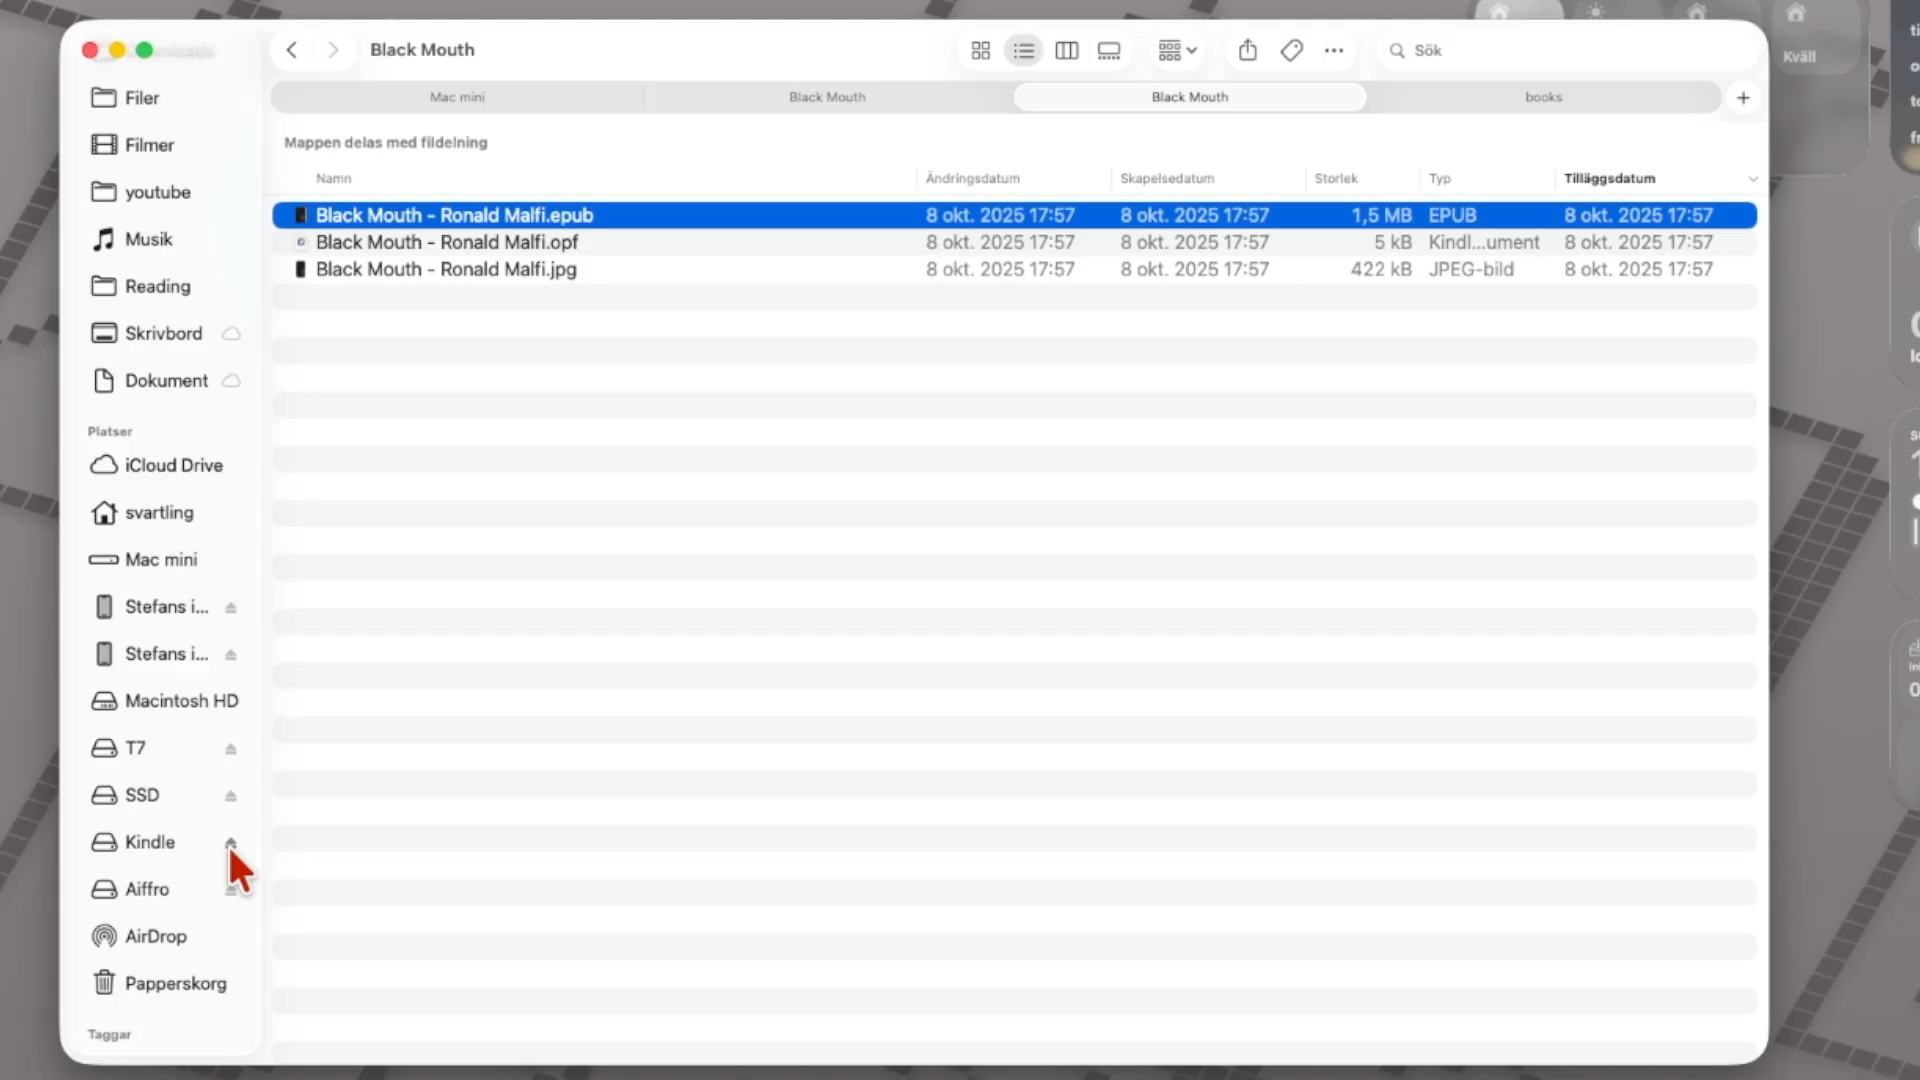 Black Mouth
Sök
Kväll
Mac mini
Black Mouth
Black Mouth
books
Mappen delas med fildelning
Namn
Ändringsdatum
Skapelsedatum
Storlek
Typ
Tilläggsdatum
Black Mouth - Ronald Malfi.epub 8 okt. 2025 17:57 8 okt. 2025 17:57 1,5 MB EPUB 8 okt. 2025 17:57
Black Mouth - Ronald Malfi.opf 8 okt. 2025 17:57 8 okt. 2025 17:57 5 kB Kindl...ument 8 okt. 2025 17:57
Black Mouth - Ronald Malfi.jpg 8 okt. 2025 17:57 8 okt. 2025 17:57 422 kB JPEG-bild 8 okt. 2025 17:57
Filer
Filmer
youtube
Musik
Reading
Skrivbord
Dokument
Platser
iCloud Drive
svartling
Mac mini
Stefans i...
Stefans i...
Macintosh HD
T7
SSD
Kindle
Aiffro
AirDrop
Papperskorg
Taggar